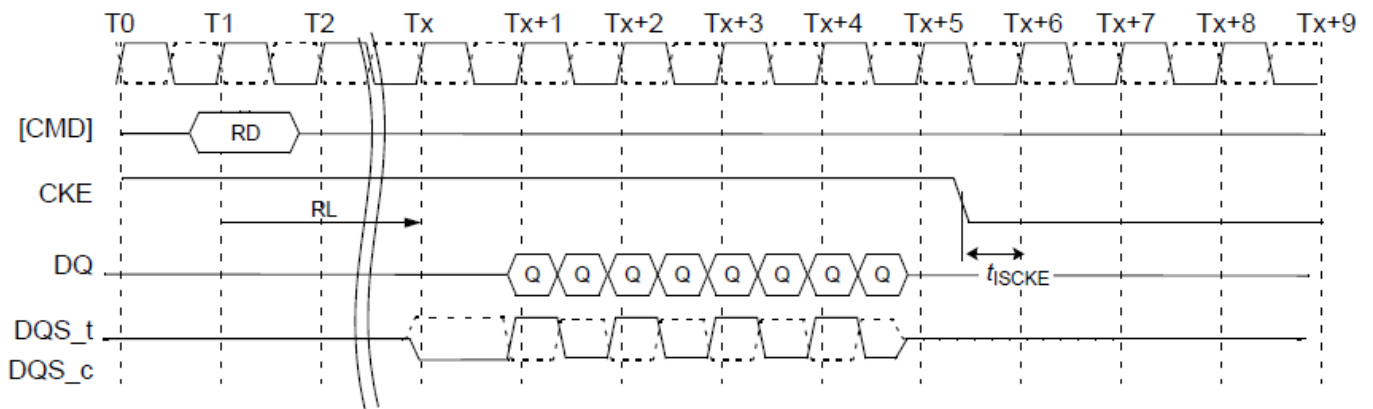 T0 T1 T2 Tx Tx+1 Tx+2 Tx+3 Tx+4 Tx+5 Tx+6 Tx+7 Tx+8 Tx+9
[CMD] RD
CKE
RL
DQ Q Q Q Q Q Q Q Q tISCKE
DQS_t
DQS_c